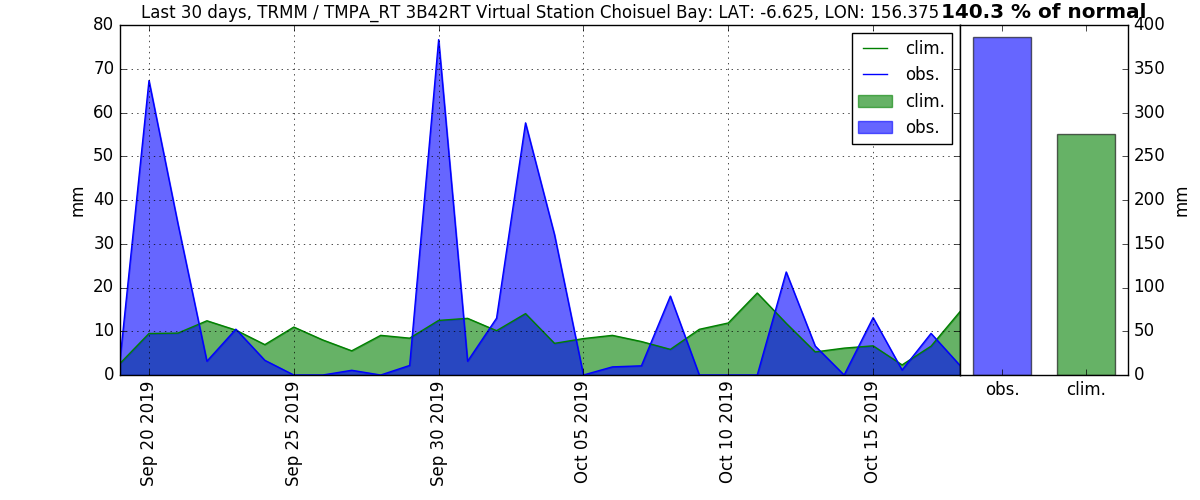 Last 30 days, TRMM / TMPA_RT 3B42RT Virtual Station Choisuel Bay: LAT: -6.625, LON: 156.375
140.3 % of normal
80
70
60
50
40
30
20
10
0
mm
clim.
obs.
clim.
obs.
Sep 20 2019
Sep 25 2019
Sep 30 2019
Oct 05 2019
Oct 10 2019
Oct 15 2019
400
350
300
250
200
150
100
50
0
mm
obs.
clim.